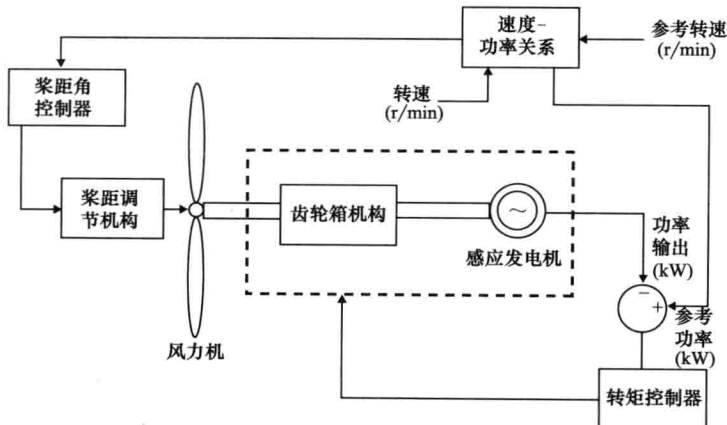 速度-
功率关系
参考转速
(r/min)
桨距角
控制器
转速
(r/min)
桨距调
节机构
齿轮箱机构
~
感应发电机
功率
输出
(kW)
−
+
参考
功率
(kW)
风力机
转矩控制器